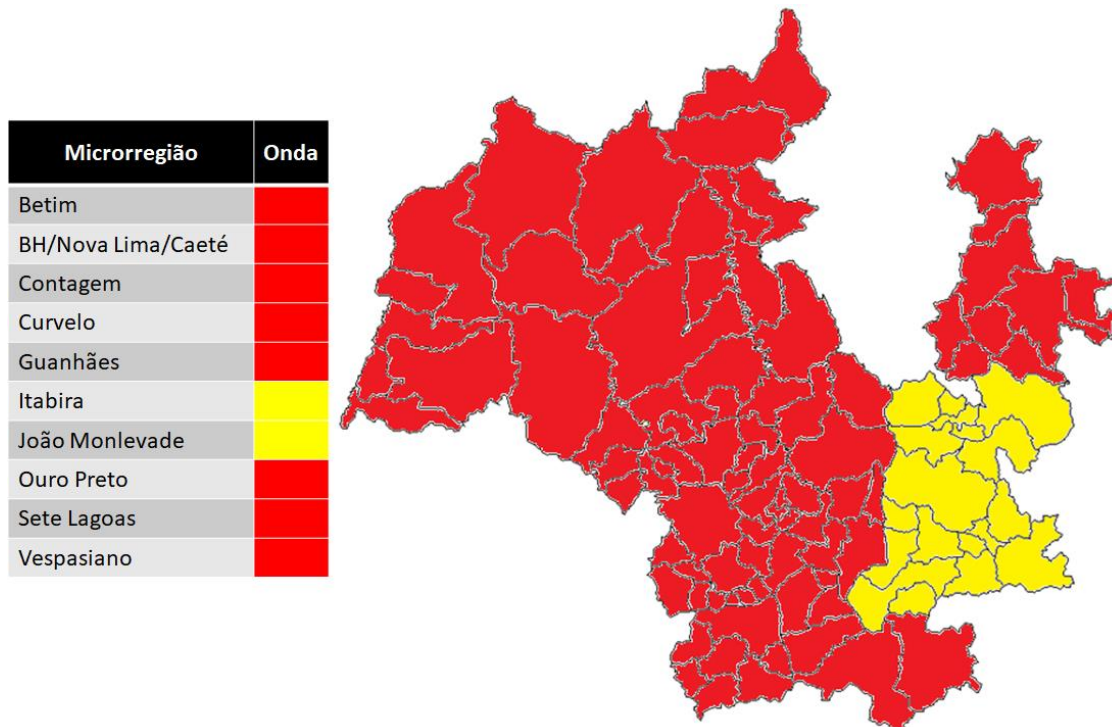 Microrregião Onda
Betim
BH/Nova Lima/Caeté
Contagem
Curvelo
Guanhães
Itabira
João Monlevade
Ouro Preto
Sete Lagoas
Vespasiano